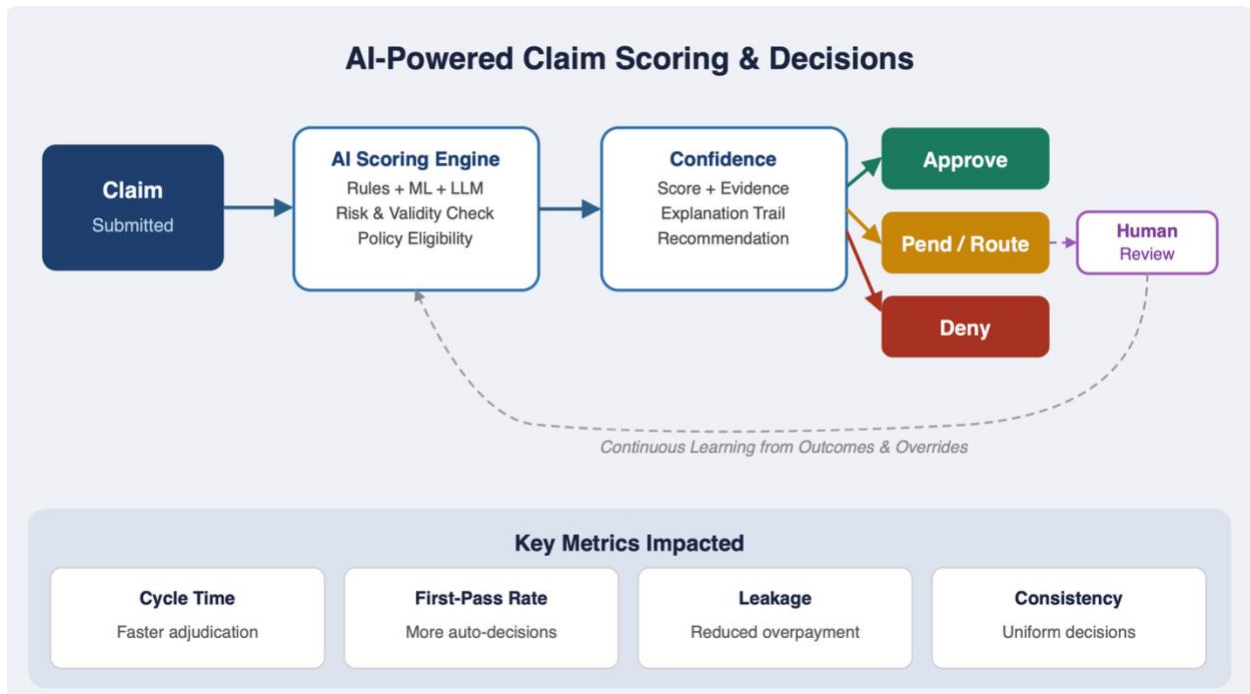 AI-Powered Claim Scoring & Decisions
Claim
Submitted
AI Scoring Engine
Rules + ML + LLM
Risk & Validity Check
Policy Eligibility
Confidence
Score + Evidence
Explanation Trail
Recommendation
Approve
Pend / Route
Deny
Human
Review
Continuous Learning from Outcomes & Overrides
Key Metrics Impacted
Cycle Time
Faster adjudication
First-Pass Rate
More auto-decisions
Leakage
Reduced overpayment
Consistency
Uniform decisions